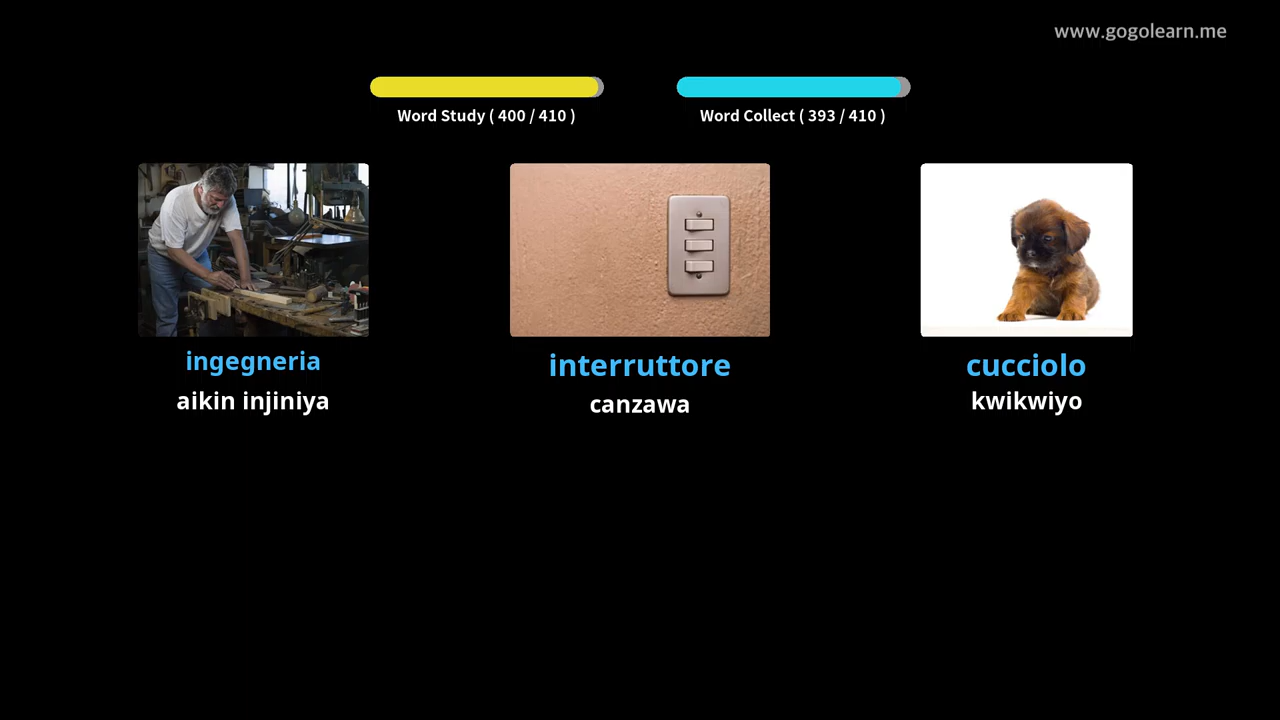 www.gogolearn.me
Word Study ( 400 / 410 )
Word Collect ( 393 / 410 )
ingegneria
aikin injiniya
interruttore
canzawa
cucciolo
kwikwiyo